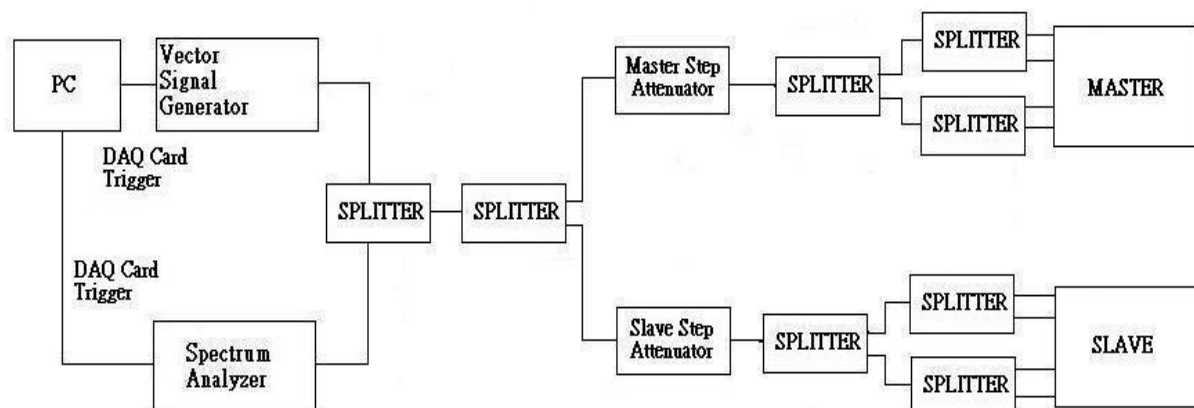 PC
Vector
Signal
Generator
DAQ Card
Trigger
DAQ Card
Trigger
Spectrum
Analyzer
SPLITTER
SPLITTER
Master Step
Attenuator
SPLITTER
SPLITTER
SPLITTER
MASTER
Slave Step
Attenuator
SPLITTER
SPLITTER
SPLITTER
SLAVE